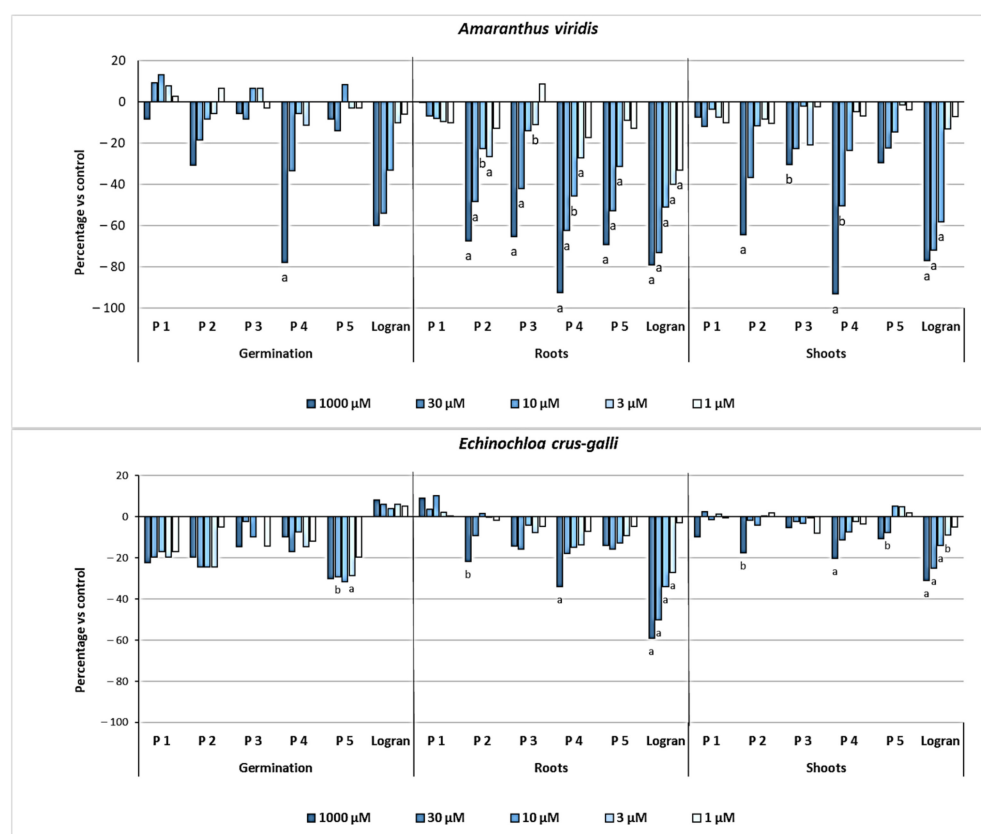 Amaranthus viridis
20
0
– 20
– 40
– 60
– 80
– 100
Percentage vs control
a
b
a
a
a
a
b
a
a
b
a
a
a
a
a
a
a
a
a
a
b
a
b
a
a
a
P 1 P 2 P 3 P 4 P 5 Logran P 1 P 2 P 3 P 4 P 5 Logran P 1 P 2 P 3 P 4 P 5 Logran
Germination Roots Shoots
1000 µM 30 µM 10 µM 3 µM 1 µM
Echinochloa crus-galli
20
0
– 20
– 40
– 60
– 80
– 100
Percentage vs control
b a
b
a
a
a
a
a
b
a
b
a
a
a
b
P 1 P 2 P 3 P 4 P 5 Logran P 1 P 2 P 3 P 4 P 5 Logran P 1 P 2 P 3 P 4 P 5 Logran
Germination Roots Shoots
1000 µM 30 µM 10 µM 3 µM 1 µM